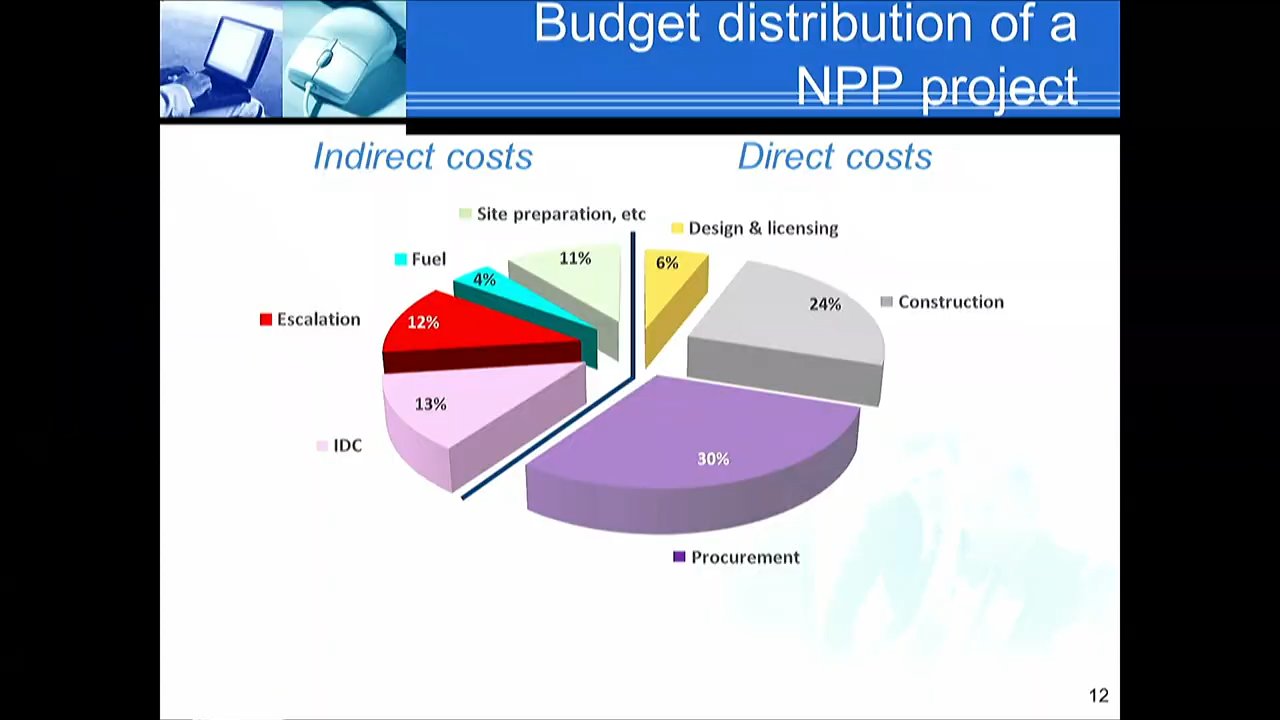 Budget distribution of a
NPP project
Indirect costs
Direct costs
Site preparation, etc
Design & licensing
Fuel
11%
6%
4%
24%
Construction
Escalation
12%
13%
IDC
30%
Procurement
12